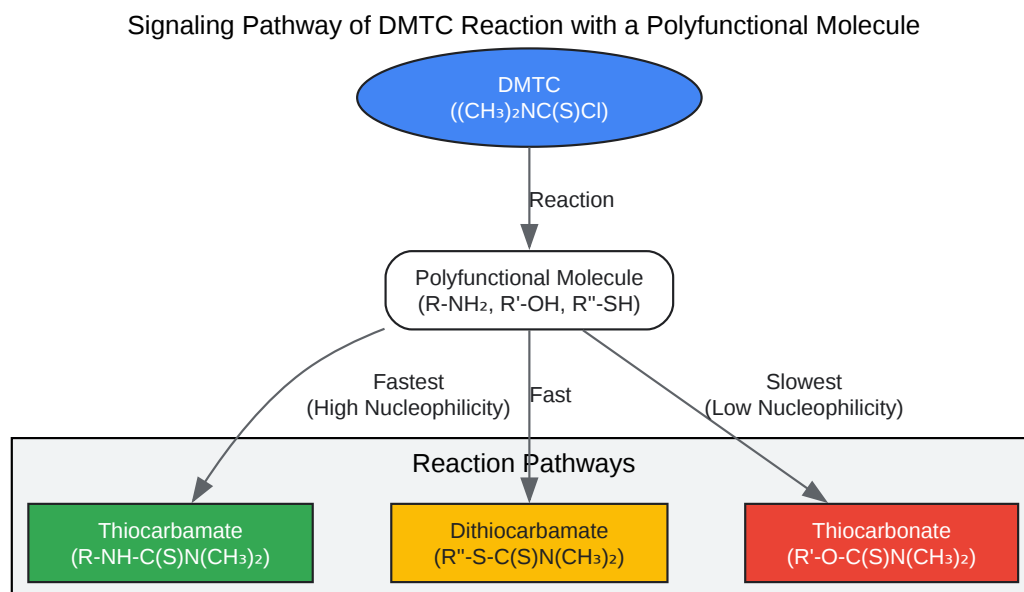 Signaling Pathway of DMTC Reaction with a Polyfunctional Molecule
DMTC
((CH₃)₂NC(S)Cl)
Reaction
Polyfunctional Molecule
(R-NH₂, R'-OH, R''-SH)
Fastest
(High Nucleophilicity)
Fast
Slowest
(Low Nucleophilicity)
Reaction Pathways
Thiocarbamate
(R-NH-C(S)N(CH₃)₂)
Dithiocarbamate
(R''-S-C(S)N(CH₃)₂)
Thiocarbonate
(R'-O-C(S)N(CH₃)₂)